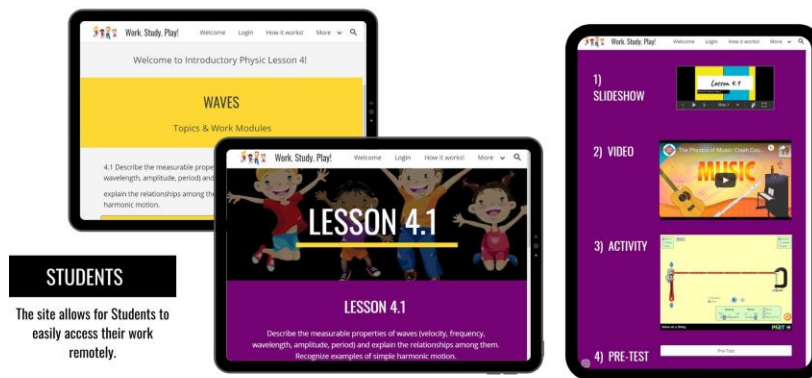 Work. Study. Play!
Welcome Login How it works! More
Welcome to Introductory Physic Lesson 4!
WAVES
Topics & Work Modules
4.1 Describe the measurable prope
wavelength, amplitude, period) and
explain the relationships among the
harmonic motion.
Work. Study. Play!
Welcome Login How it works! More
LESSON 4.1
LESSON 4.1
Describe the measurable properties of waves (velocity, frequency,
wavelength, amplitude, period) and explain the relationships among them.
Recognize examples of simple harmonic motion.
STUDENTS
The site allows for Students to
easily access their work
remotely.
Work. Study. Play!
Welcome Login How it works! More
1)
SLIDESHOW
Lesson 4.1
2) VIDEO
The Physics of Music: Crash Cou...
MUSIC
3) ACTIVITY
PhET
4) PRE-TEST
Pre-Test